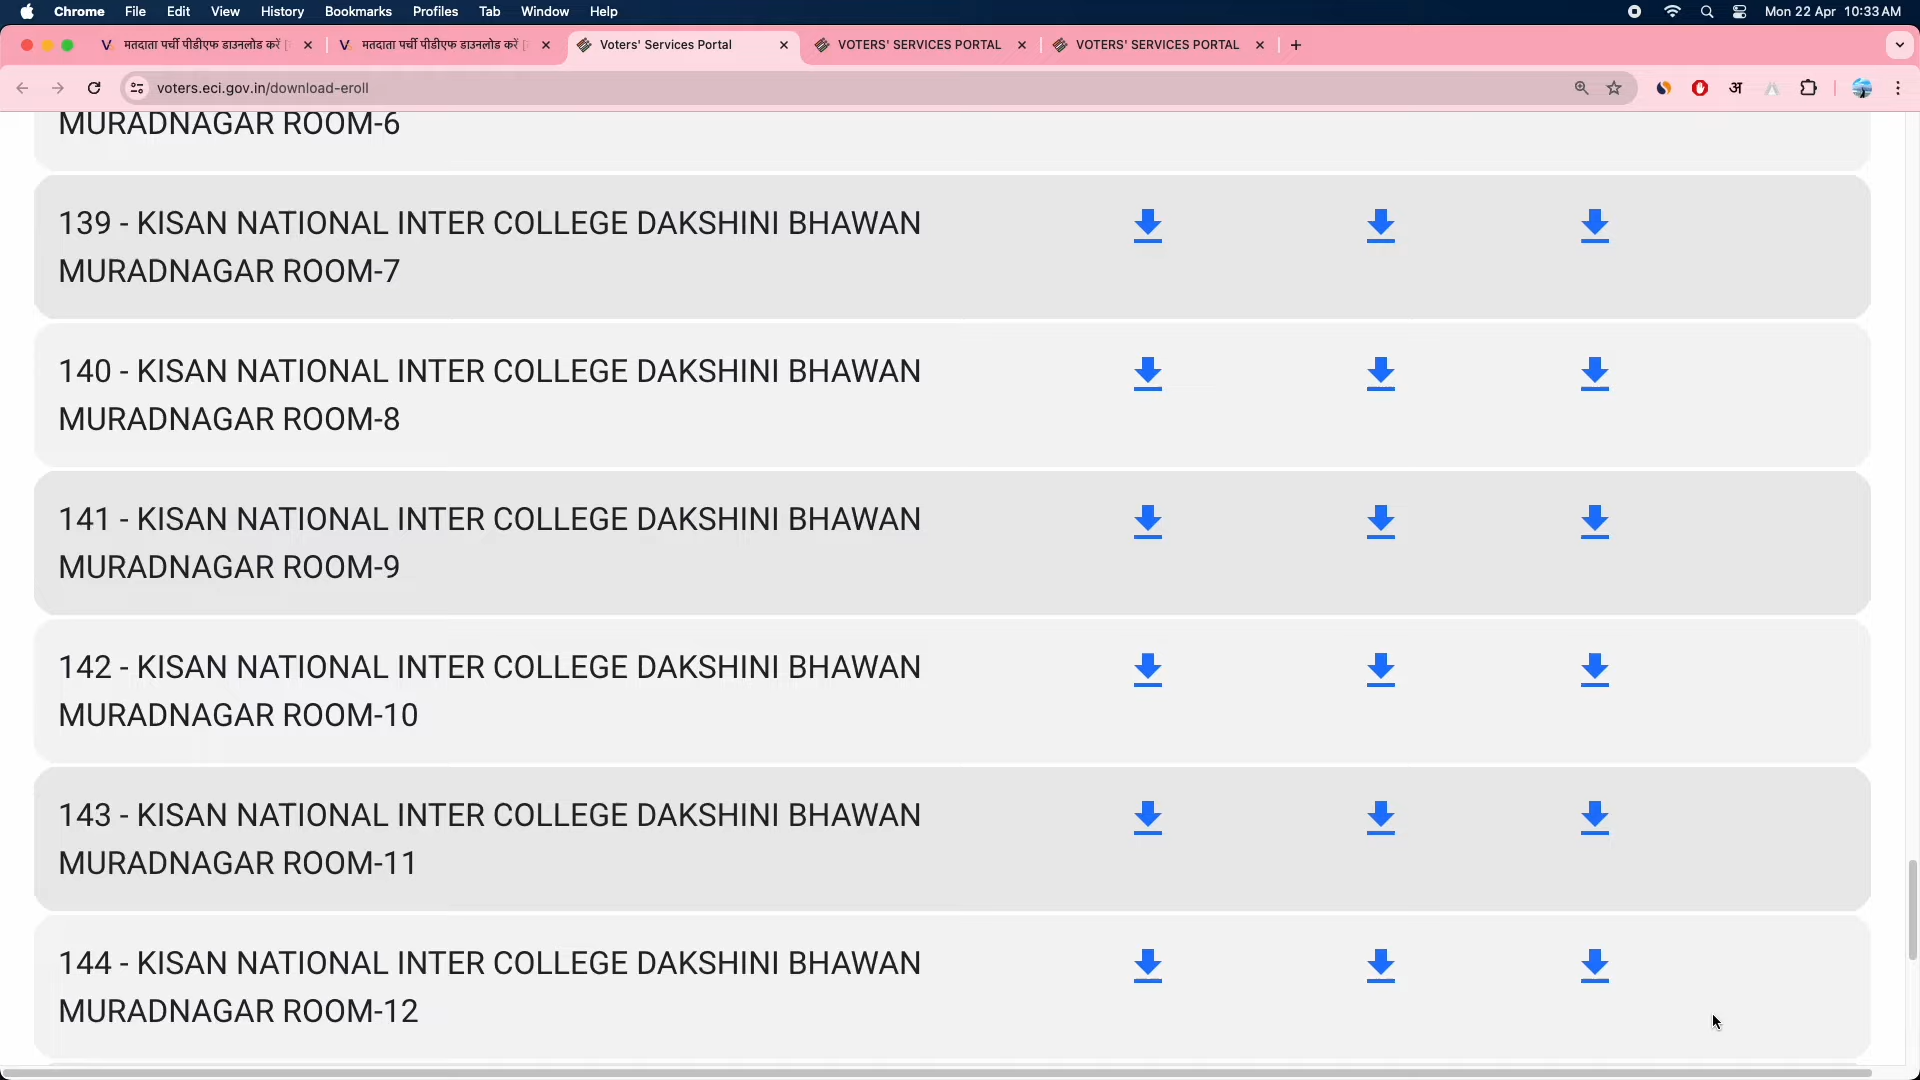 Chrome File Edit View History Bookmarks Profiles Tab Window Help Mon 22 Apr 10:33 AM
मतदाता पर्ची पीडीएफ डाउनलोड करें मतदाता पर्ची पीडीएफ डाउनलोड करें Voters' Services Portal VOTERS' SERVICES PORTAL VOTERS' SERVICES PORTAL
voters.eci.gov.in/download-eroll अ
MURADNAGAR ROOM-6
139 - KISAN NATIONAL INTER COLLEGE DAKSHINI BHAWAN
MURADNAGAR ROOM-7
140 - KISAN NATIONAL INTER COLLEGE DAKSHINI BHAWAN
MURADNAGAR ROOM-8
141 - KISAN NATIONAL INTER COLLEGE DAKSHINI BHAWAN
MURADNAGAR ROOM-9
142 - KISAN NATIONAL INTER COLLEGE DAKSHINI BHAWAN
MURADNAGAR ROOM-10
143 - KISAN NATIONAL INTER COLLEGE DAKSHINI BHAWAN
MURADNAGAR ROOM-11
144 - KISAN NATIONAL INTER COLLEGE DAKSHINI BHAWAN
MURADNAGAR ROOM-12